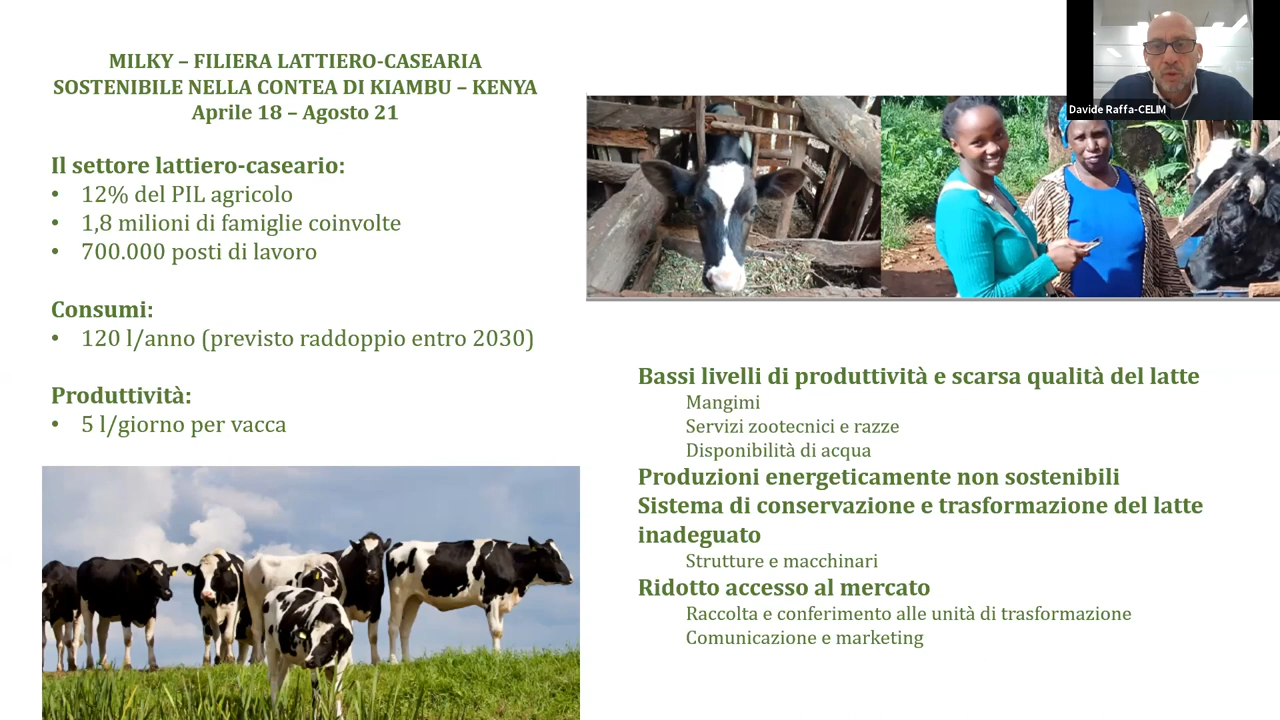 MILKY – FILIERA LATTIERO-CASEARIA
SOSTENIBILE NELLA CONTEA DI KIAMBU – KENYA
Aprile 18 – Agosto 21
Il settore lattiero-caseario:
• 12% del PIL agricolo
• 1,8 milioni di famiglie coinvolte
• 700.000 posti di lavoro
Consumi:
• 120 l/anno (previsto raddoppio entro 2030)
Produttività:
• 5 l/giorno per vacca
Davide Raffa-CELIM
Bassi livelli di produttività e scarsa qualità del latte
Mangimi
Servizi zootecnici e razze
Disponibilità di acqua
Produzioni energeticamente non sostenibili
Sistema di conservazione e trasformazione del latte
inadeguato
Strutture e macchinari
Ridotto accesso al mercato
Raccolta e conferimento alle unità di trasformazione
Comunicazione e marketing